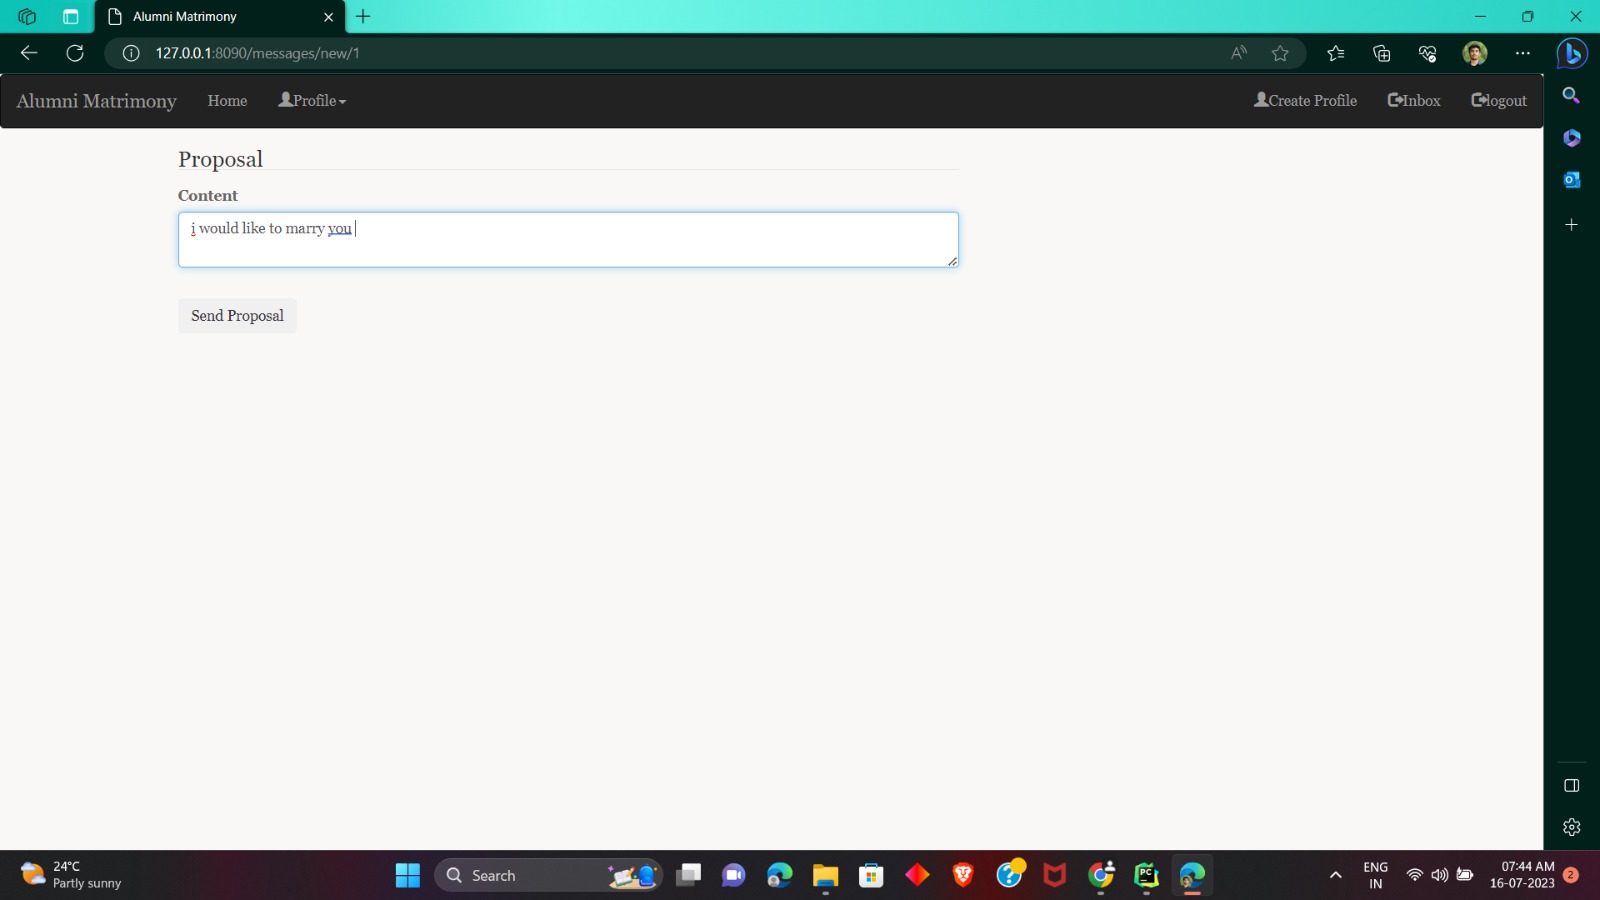 Alumni Matrimony
127.0.0.1:8090/messages/new/1
Alumni Matrimony Home Profile Create Profile Inbox logout
Proposal
Content
i would like to marry you
Send Proposal
24°C
Partly sunny
Search
PC
ENG
IN
07:44 AM
16-07-2023
2